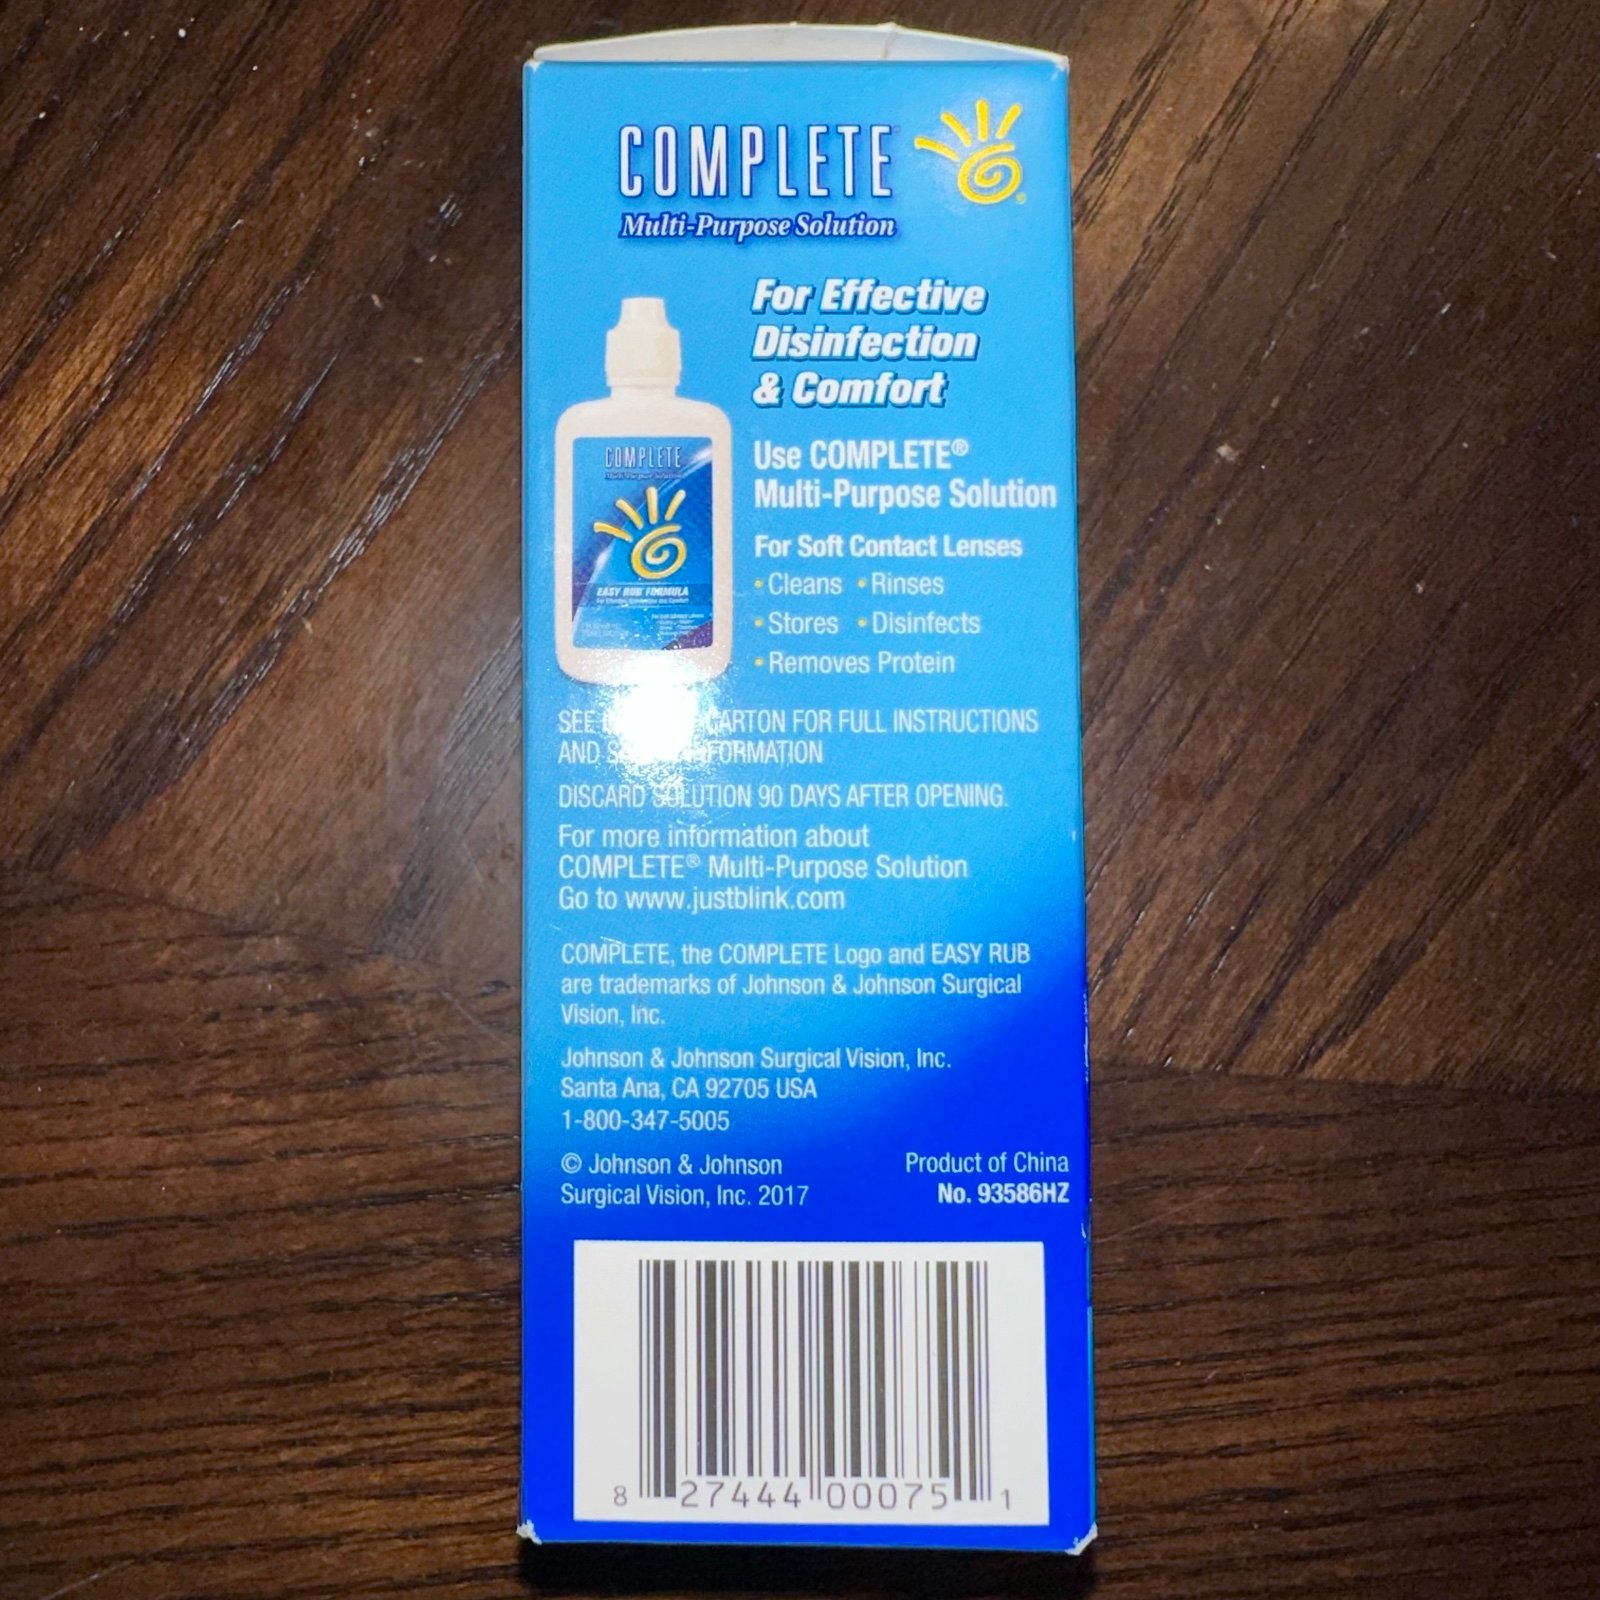 COMPLETE
Multi-Purpose Solution
For Effective
Disinfection
& Comfort
COMPLETE
Multi-Purpose Solution
EASY RUB FORMULA
Use COMPLETE®
Multi-Purpose Solution
For Soft Contact Lenses
• Cleans • Rinses
• Stores • Disinfects
• Removes Protein
SEE CARTON FOR FULL INSTRUCTIONS
AND
DISCARD SOLUTION 90 DAYS AFTER OPENING.
For more information about
COMPLETE® Multi-Purpose Solution
Go to www.justblink.com
COMPLETE, the COMPLETE Logo and EASY RUB
are trademarks of Johnson & Johnson Surgical
Vision, Inc.
Johnson & Johnson Surgical Vision, Inc.
Santa Ana, CA 92705 USA
1-800-347-5005
© Johnson & Johnson
Surgical Vision, Inc. 2017
Product of China
No. 93586HZ
8 27444 00075 1